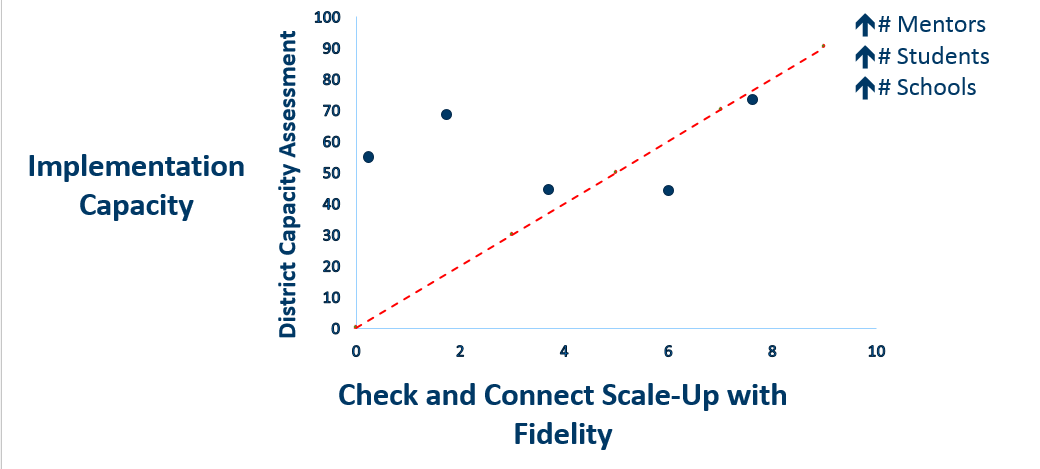 Implementation
Capacity
District Capacity Assessment
100
90
80
70
60
50
40
30
20
10
0
0 2 4 6 8 10
Check and Connect Scale-Up with
Fidelity
# Mentors
# Students
# Schools